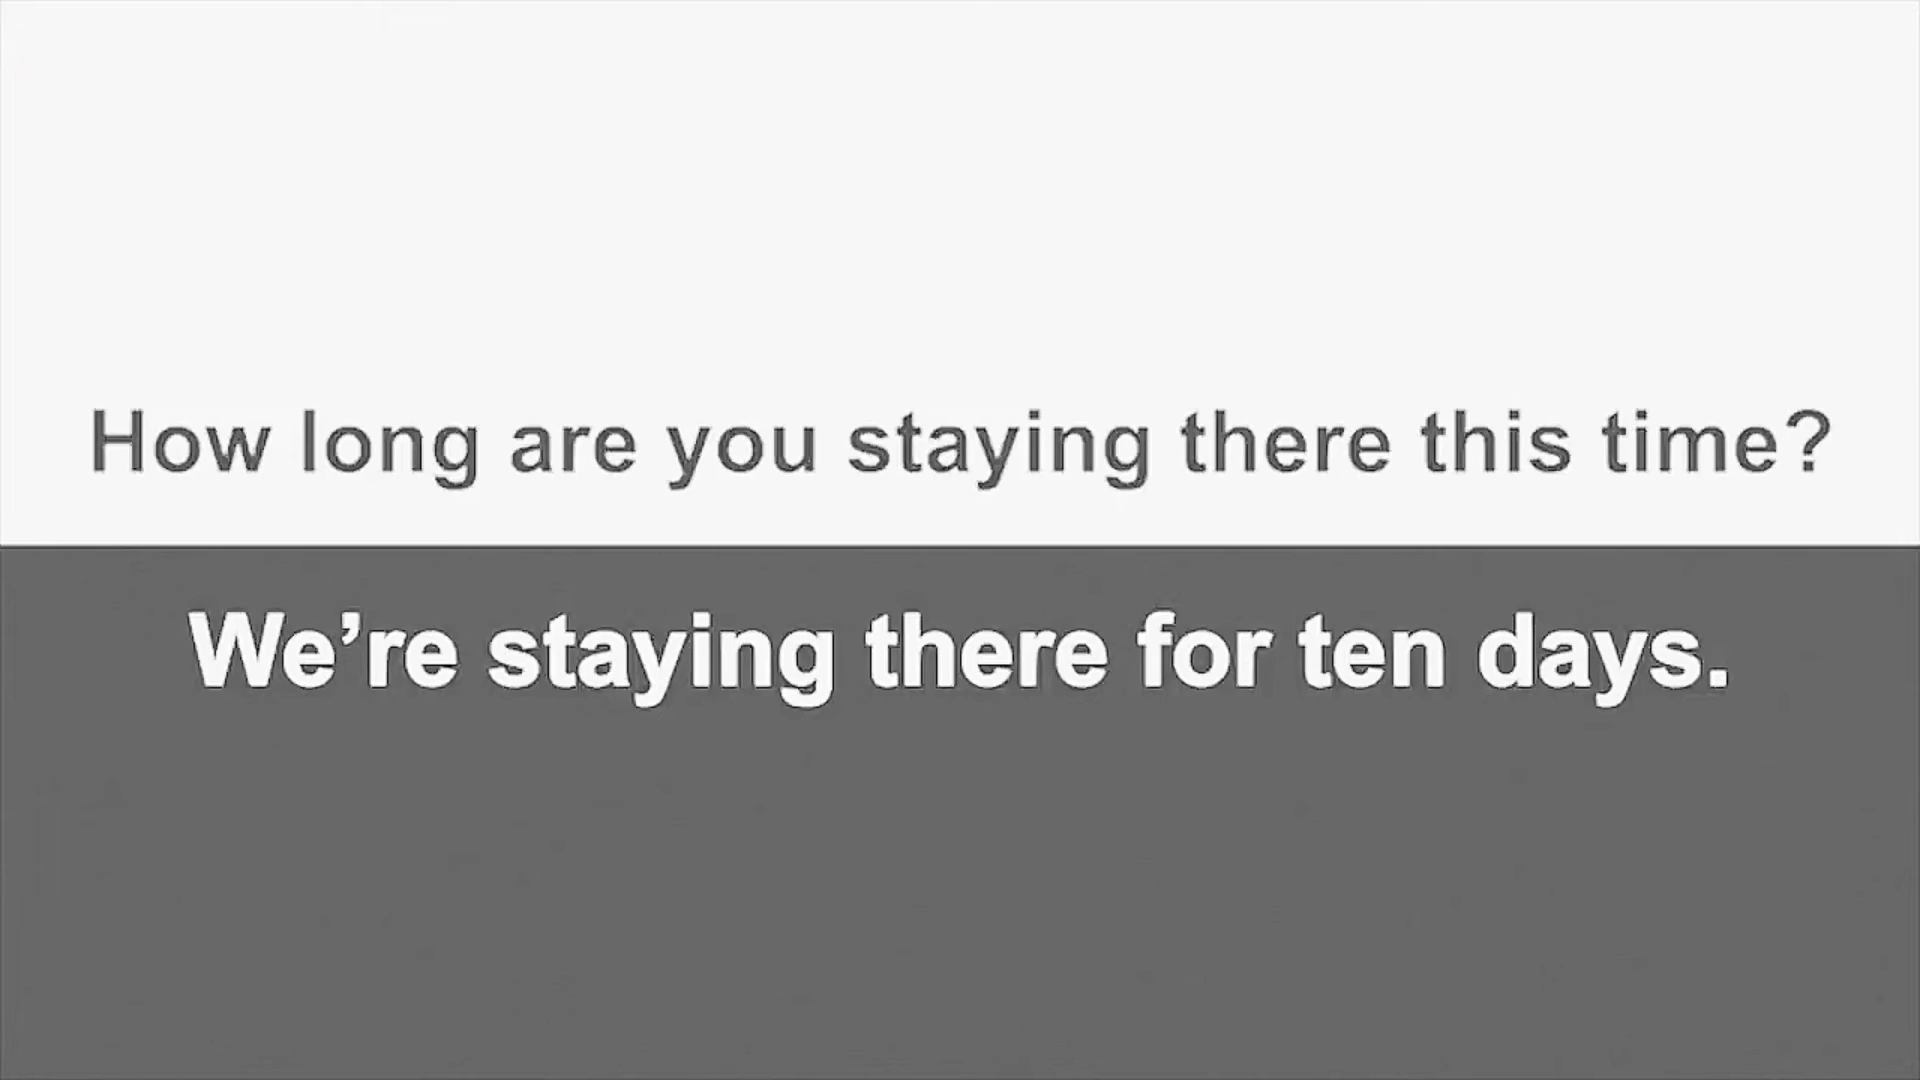 How long are you staying there this time?
We’re staying there for ten days.